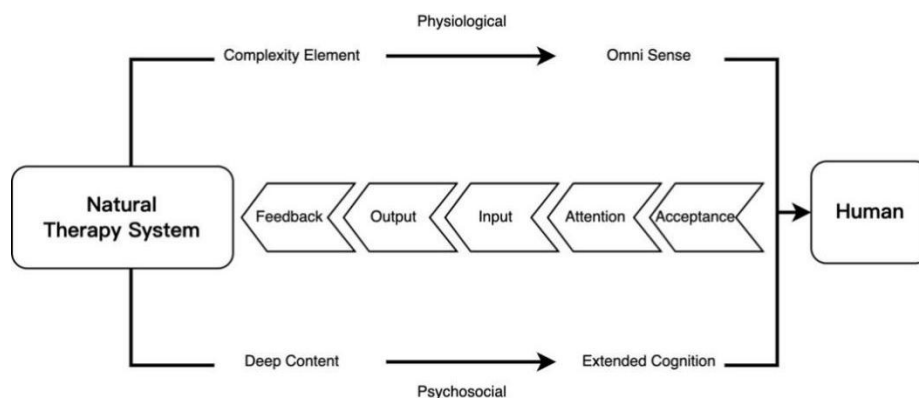 Physiological
Complexity Element
Omni Sense
Natural
Therapy System
Feedback
Output
Input
Attention
Acceptance
Human
Deep Content
Extended Cognition
Psychosocial